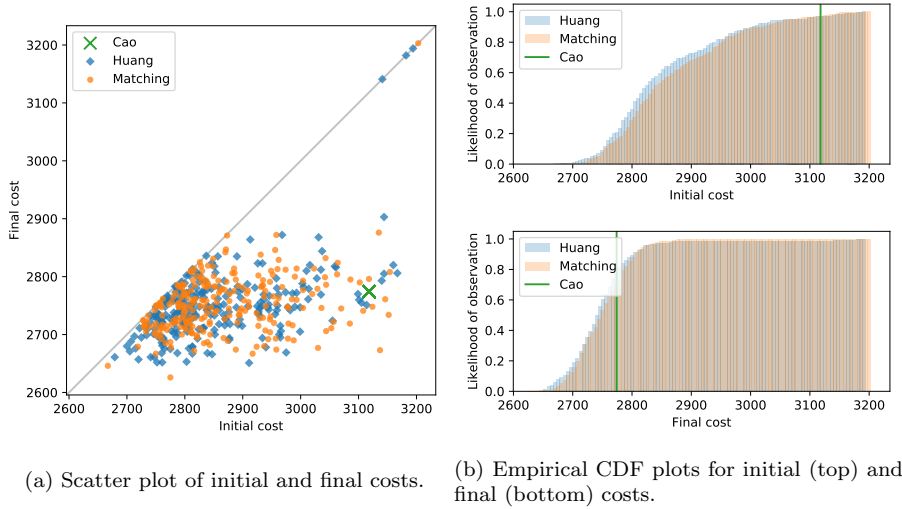 3200
3100
3000
2900
2800
2700
2600
Final cost
Cao
Huang
Matching
2600 2700 2800 2900 3000 3100 3200
Initial cost
(a) Scatter plot of initial and final costs.
1.0
0.8
0.6
0.4
0.2
0.0
Likelihood of observation
Huang
Matching
Cao
2600 2700 2800 2900 3000 3100 3200
Initial cost
1.0
0.8
0.6
0.4
0.2
0.0
Likelihood of observation
Huang
Matching
Cao
2600 2700 2800 2900 3000 3100 3200
Final cost
(b) Empirical CDF plots for initial (top) and
final (bottom) costs.